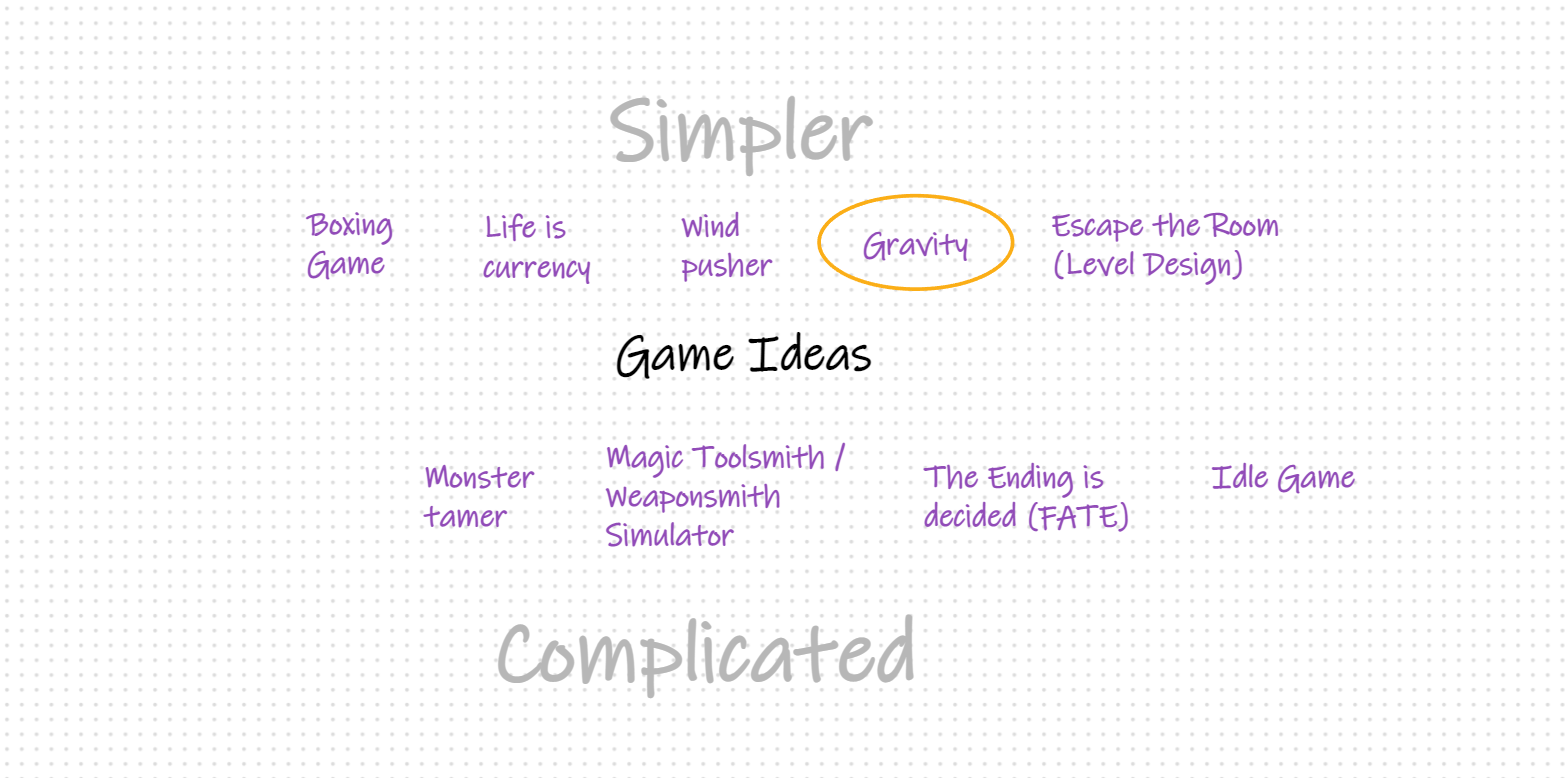 Simpler
Boxing
Game
Life is
currency
Wind
pusher
Gravity
Escape the Room
(Level Design)
Game Ideas
Monster
tamer
Magic Toolsmith /
Weaponsmith
Simulator
The Ending is
decided (FATE)
Idle Game
Complicated